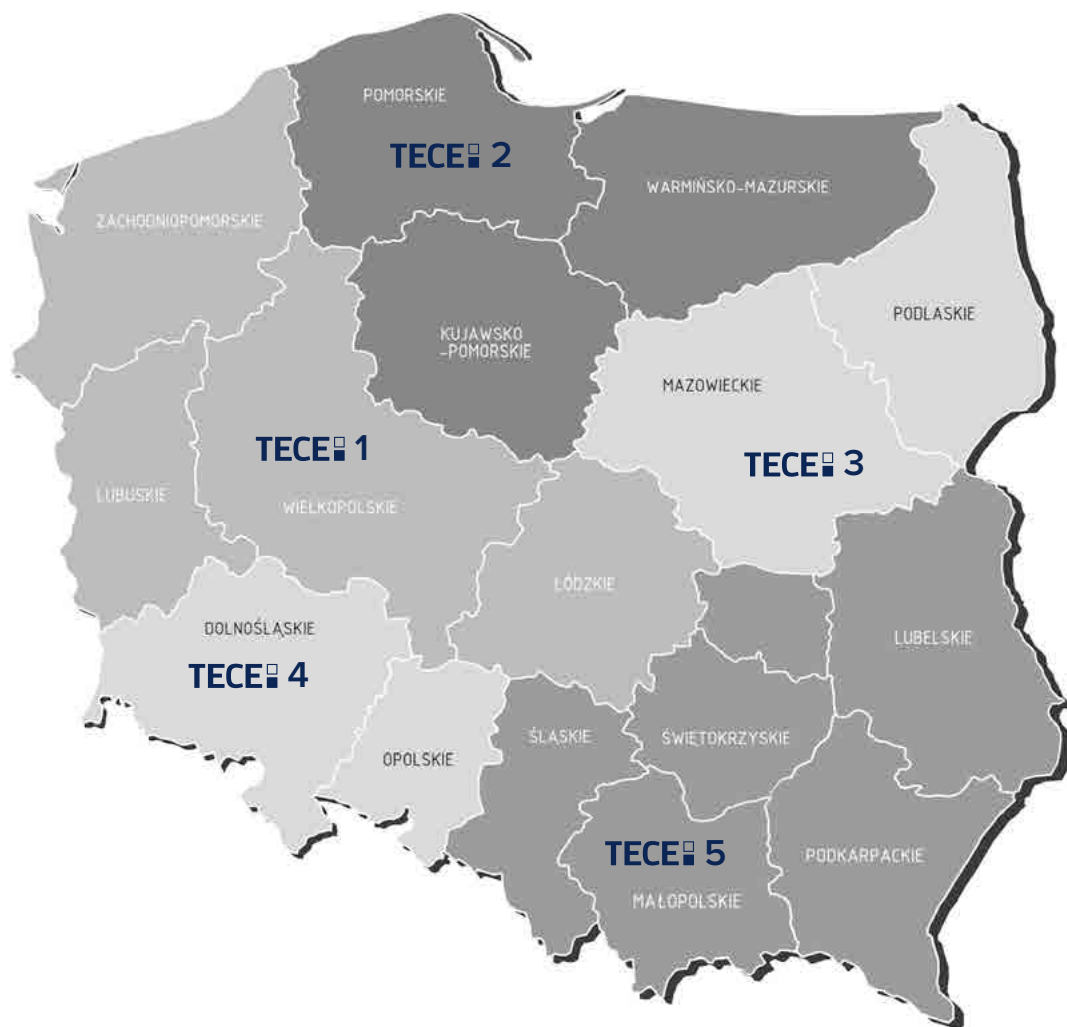 POMORSKIE
TECE 2
WARMIŃSKO-MAZURSKIE
ZACHODNIOPOMORSKIE
PODLASKIE
KUJAWSKO
-POMORSKIE
MAZOWIECKIE
TECE 1
TECE 3
LUBUSKIE
WIELKOPOLSKIE
ŁÓDZKIE
DOLNOŚLĄSKIE
LUBELSKIE
TECE 4
ŚLĄSKIE
ŚWIĘTOKRZYSKIE
OPOLSKIE
TECE 5
PODKARPACKIE
MAŁOPOLSKIE